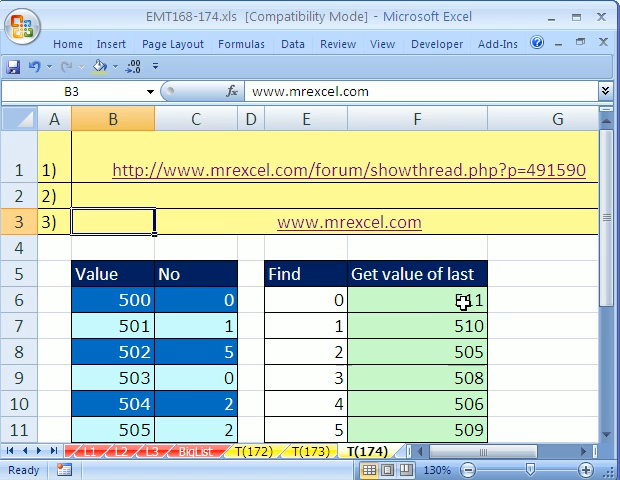 EMT168-174.xls [Compatibility Mode] - Microsoft Excel
Home Insert Page Layout Formulas Data Review View Developer Add-Ins
B3 fx www.mrexcel.com
A B C D E F G
1 1) http://www.mrexcel.com/forum/showthread.php?p=491590
2 2)
3 3) www.mrexcel.com
4
5 Value No Find Get value of last
6 500 0 0 511
7 501 1 1 510
8 502 5 2 505
9 503 0 3 508
10 504 2 4 506
11 505 2 5 509
L1 L2 L3 BigList T(172) T(173) T(174)
Ready 130%